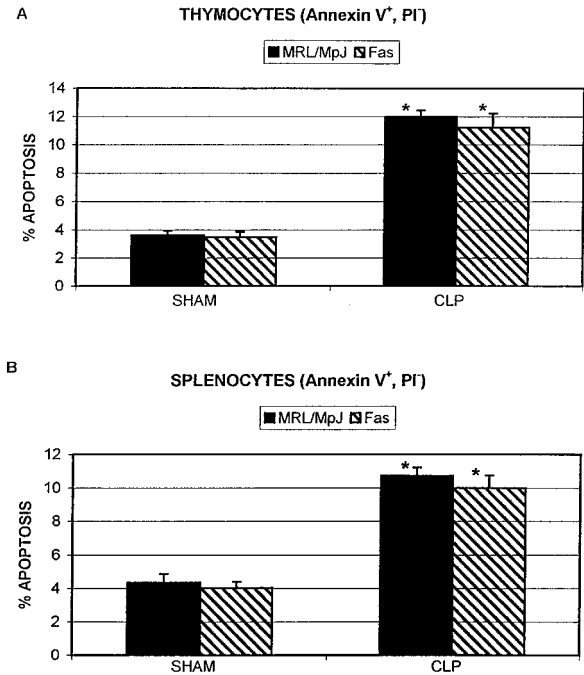 A
THYMOCYTES (Annexin V⁺, PI⁻)
MRL/MpJ Fas
14
12
10
8
6
4
2
0
% APOPTOSIS
* *
SHAM CLP
B
SPLENOCYTES (Annexin V⁺, PI⁻)
MRL/MpJ Fas
12
10
8
6
4
2
0
% APOPTOSIS
* *
SHAM CLP